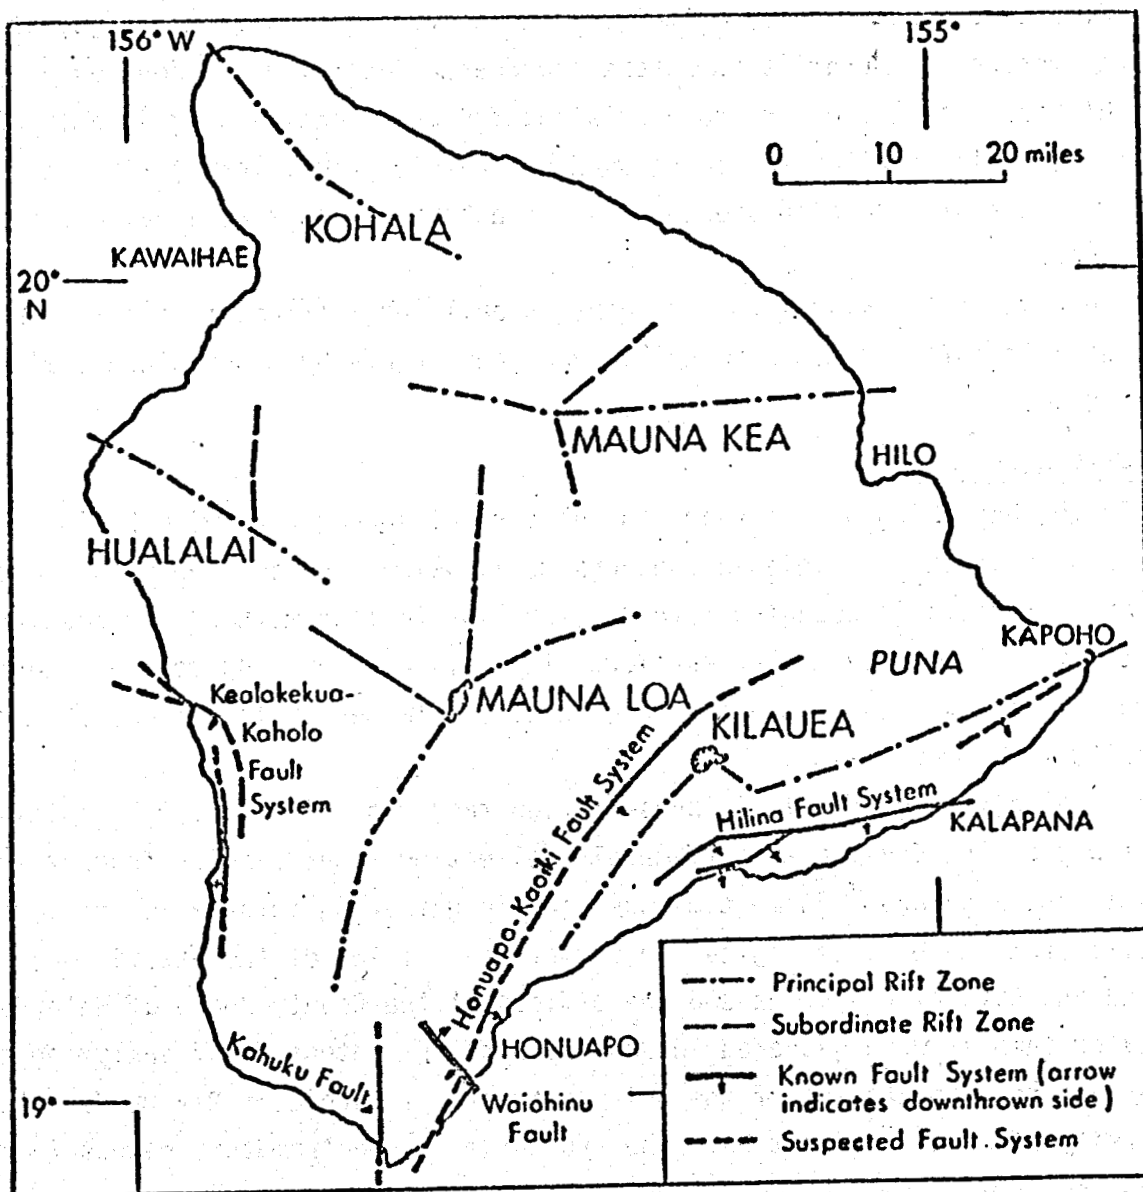 156° W
155°
0 10 20 miles
KOHALA
KAWAIHAE
20°
N
MAUNA KEA
HILO
HUALALAI
KAPOHO
PUNA
Kealakekua-
Kaholo
Fault
System
MAUNA LOA
KILAUEA
Honuapo-Kaoiki Fault System
Hilina Fault System
KALAPANA
Kahuku Fault
HONUAPO
Waiohinu
Fault
19°
Principal Rift Zone
Subordinate Rift Zone
Known Fault System (arrow
indicates downthrown side)
Suspected Fault System